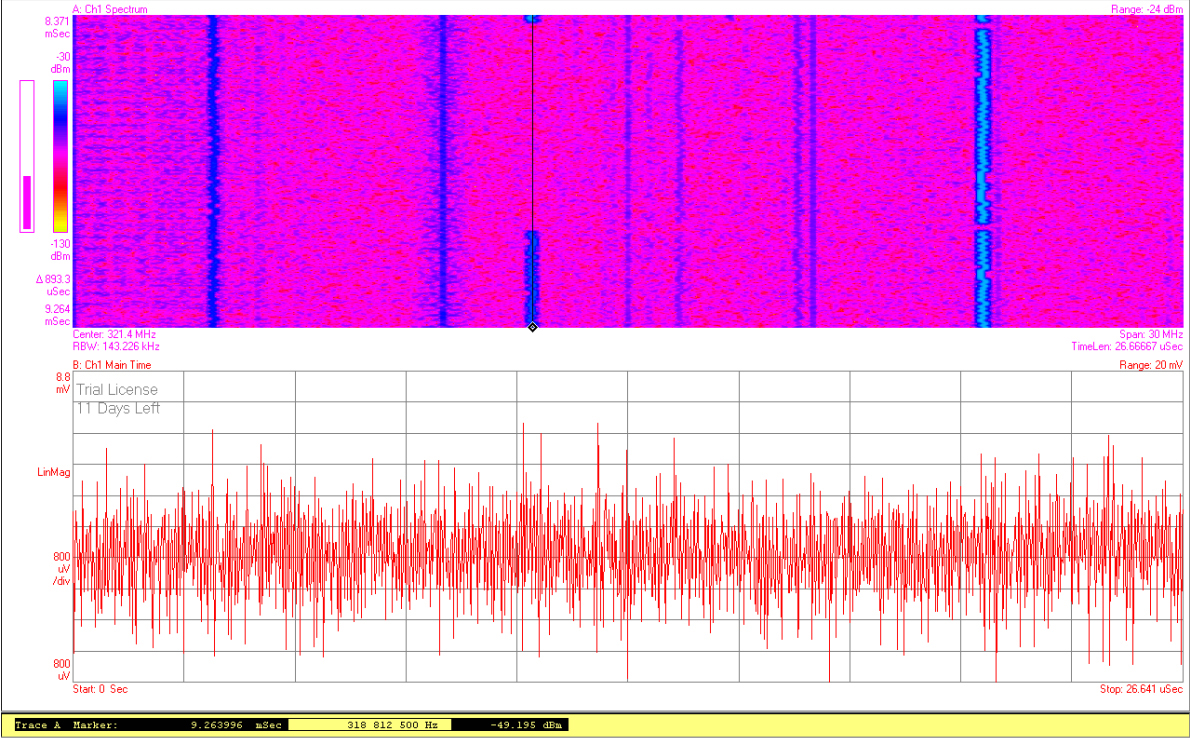 A: Ch1 Spectrum
Range: -24 dBm
8.371
mSec
-30
dBm
-130
dBm
Δ893.3
uSec
9.264
mSec
Center: 321.4 MHz
Span: 30 MHz
RBW: 143.226 kHz
TimeLen: 26.66667 uSec
B: Ch1 Main Time
Range: 20 mV
8.8
mV
Trial License
11 Days Left
LinMag
800
uV
/div
800
uV
Start: 0 Sec
Stop: 26.641 uSec
Trace A Marker: 9.263996 mSec 318 812 500 Hz -49.195 dBm